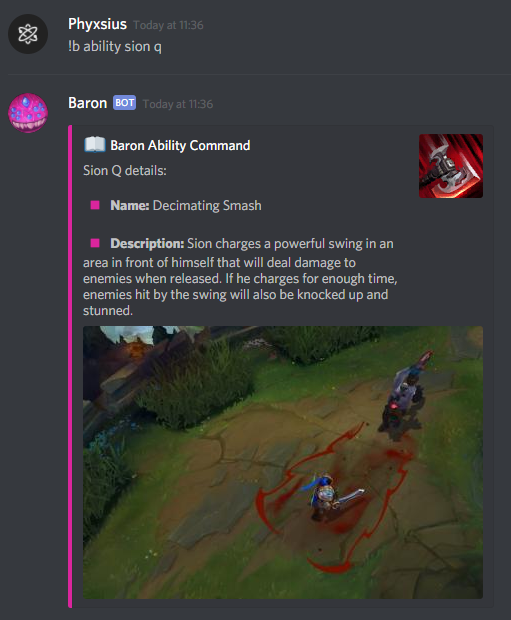 Phyxsius Today at 11:36
!b ability sion q
Baron BOT Today at 11:36
Baron Ability Command
Sion Q details:
Name: Decimating Smash
Description: Sion charges a powerful swing in an
area in front of himself that will deal damage to
enemies when released. If he charges for enough time,
enemies hit by the swing will also be knocked up and
stunned.